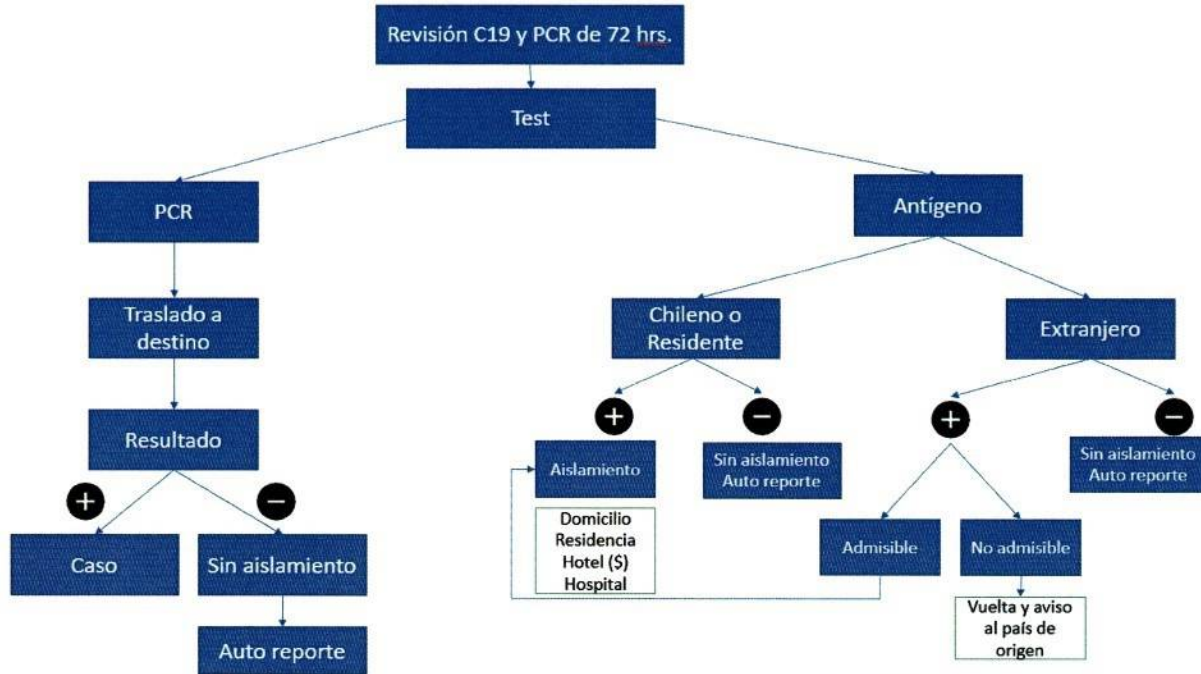 Revisión C19 y PCR de 72 hrs.
Test
PCR
Antígeno
Traslado a
destino
Chileno o
Residente
Extranjero
Resultado
+
-
+
-
+
-
Aislamiento
Sin aislamiento
Auto reporte
Sin aislamiento
Auto reporte
Domicilio
Residencia
Hotel ($)
Hospital
Caso
Sin aislamiento
Admisible
No admisible
Auto reporte
Vuelta y aviso
al país de
origen